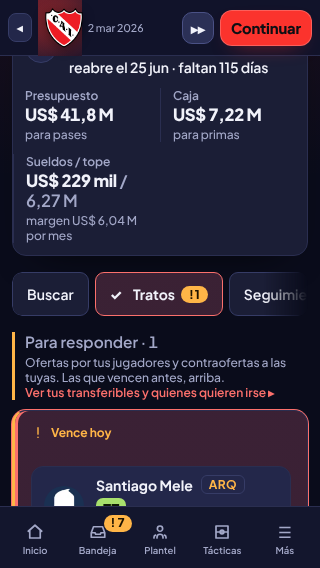 2 mar 2026
Continuar
reabre el 25 jun · faltan 115 días
Presupuesto
US$ 41,8 M
para pases
Caja
US$ 7,22 M
para primas
Sueldos / tope
US$ 229 mil /
6,27 M
margen US$ 6,04 M
por mes
Buscar
✓ Tratos ! 1
Seguimie
Para responder · 1
Ofertas por tus jugadores y contraofertas a las
tuyas. Las que vencen antes, arriba.
Ver tus transferibles y quienes quieren irse ▸
! Vence hoy
Santiago Mele ARQ
! 7
Inicio
Bandeja
Plantel
Tácticas
Más